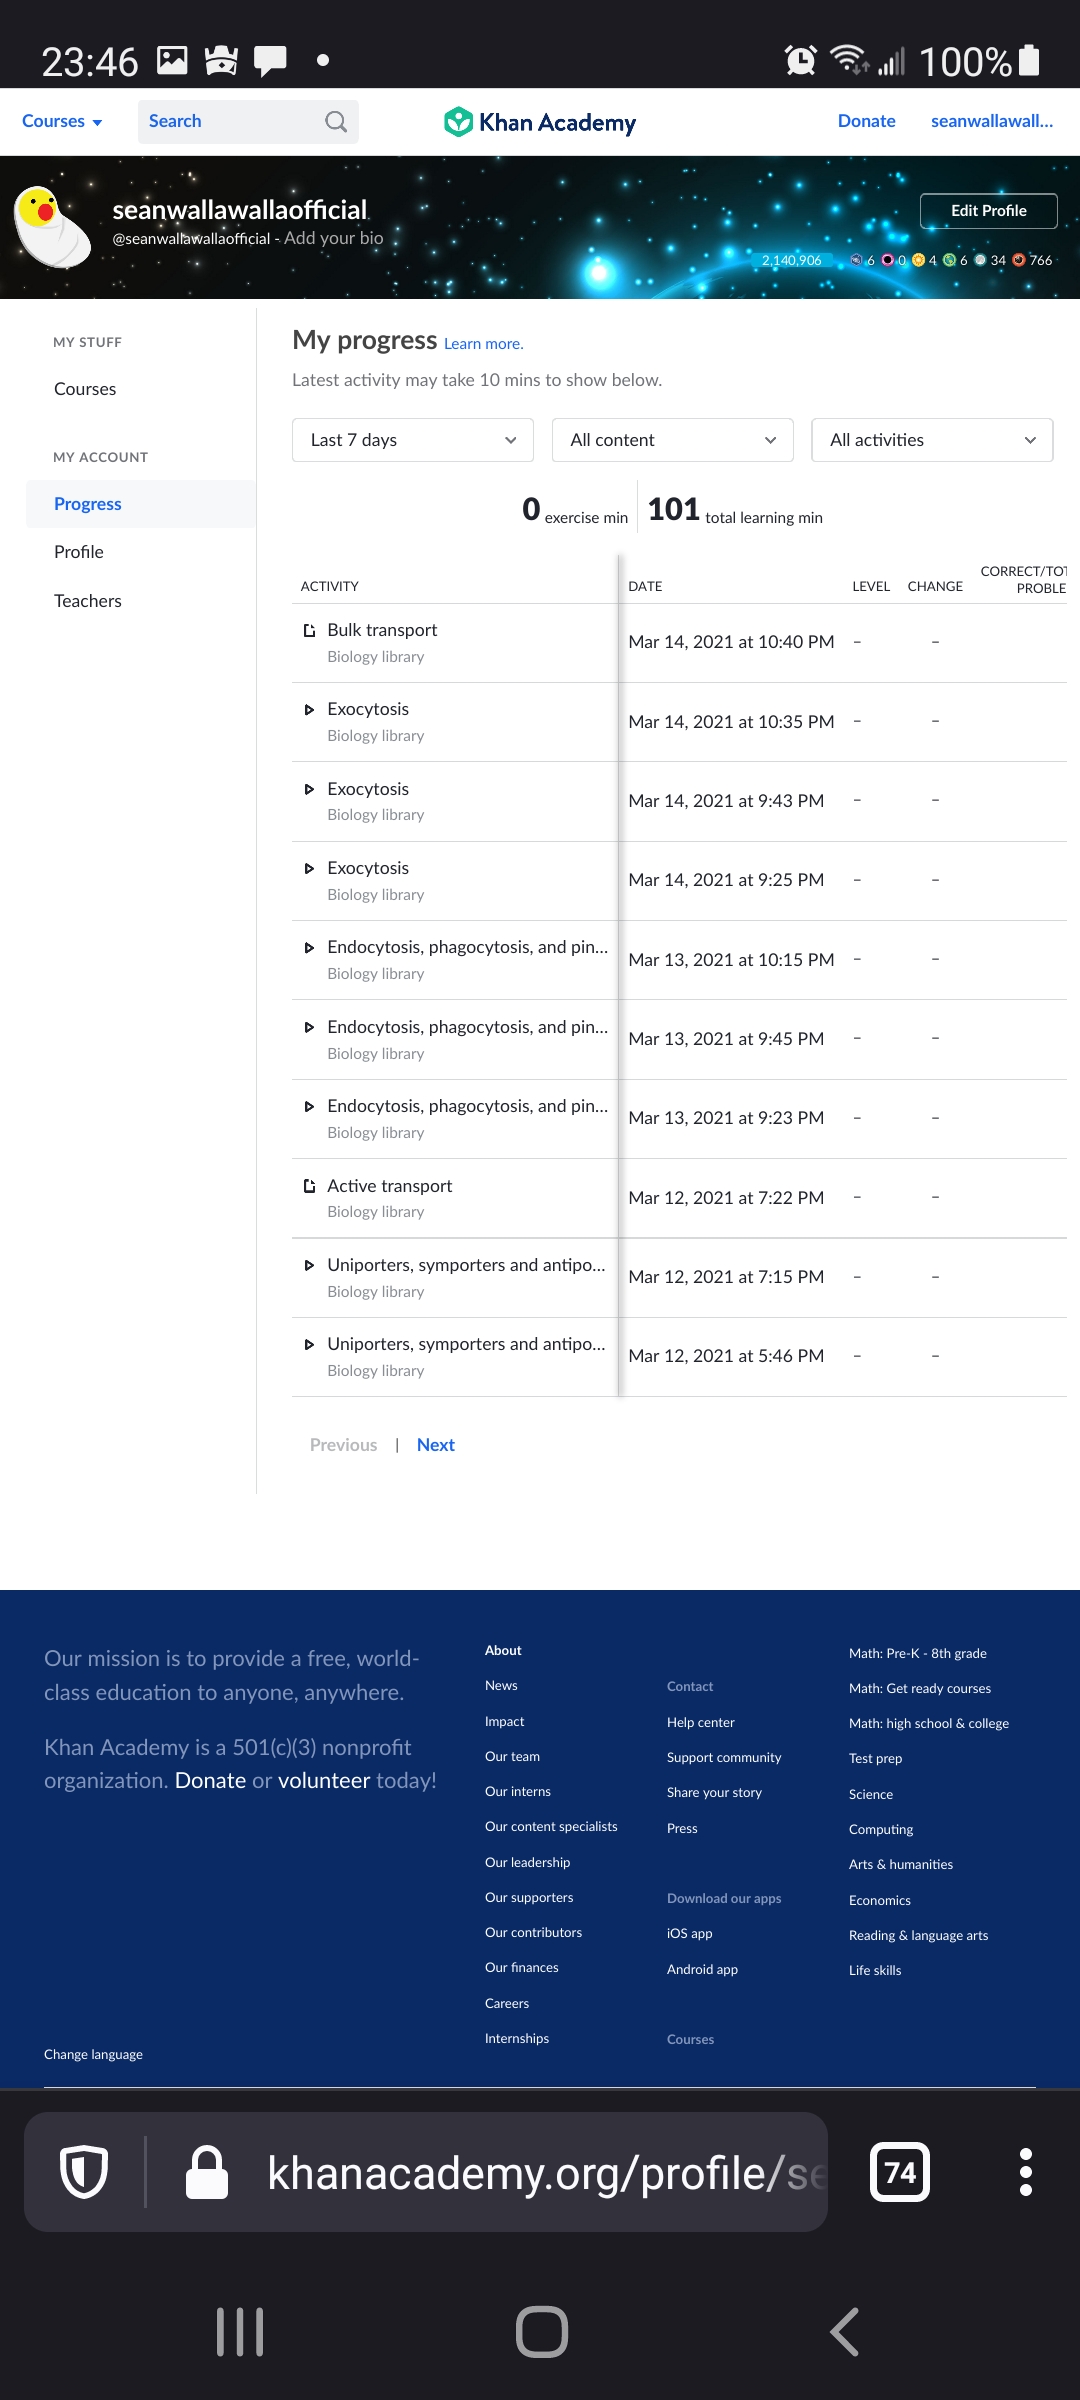 23:46 100%
Courses Search Khan Academy Donate seanwallawall...
seanwallawallaofficial
@seanwallawallaofficial - Add your bio
Edit Profile
2,140,906 6 0 4 6 34 766
MY STUFF
Courses
MY ACCOUNT
Progress
Profile
Teachers
My progress Learn more.
Latest activity may take 10 mins to show below.
Last 7 days All content All activities
0 exercise min 101 total learning min
ACTIVITY DATE LEVEL CHANGE CORRECT/TOT
PROBLE
Bulk transport
Biology library
Mar 14, 2021 at 10:40 PM – –
Exocytosis
Biology library
Mar 14, 2021 at 10:35 PM – –
Exocytosis
Biology library
Mar 14, 2021 at 9:43 PM – –
Exocytosis
Biology library
Mar 14, 2021 at 9:25 PM – –
Endocytosis, phagocytosis, and pin...
Biology library
Mar 13, 2021 at 10:15 PM – –
Endocytosis, phagocytosis, and pin...
Biology library
Mar 13, 2021 at 9:45 PM – –
Endocytosis, phagocytosis, and pin...
Biology library
Mar 13, 2021 at 9:23 PM – –
Active transport
Biology library
Mar 12, 2021 at 7:22 PM – –
Uniporters, symporters and antipo...
Biology library
Mar 12, 2021 at 7:15 PM – –
Uniporters, symporters and antipo...
Biology library
Mar 12, 2021 at 5:46 PM – –
Previous | Next
Our mission is to provide a free, world-
class education to anyone, anywhere.
Khan Academy is a 501(c)(3) nonprofit
organization. Donate or volunteer today!
Change language
About
News
Impact
Our team
Our interns
Our content specialists
Our leadership
Our supporters
Our contributors
Our finances
Careers
Internships
Contact
Help center
Support community
Share your story
Press
Download our apps
iOS app
Android app
Courses
Math: Pre-K - 8th grade
Math: Get ready courses
Math: high school & college
Test prep
Science
Computing
Arts & humanities
Economics
Reading & language arts
Life skills
khanacademy.org/profile/se
74